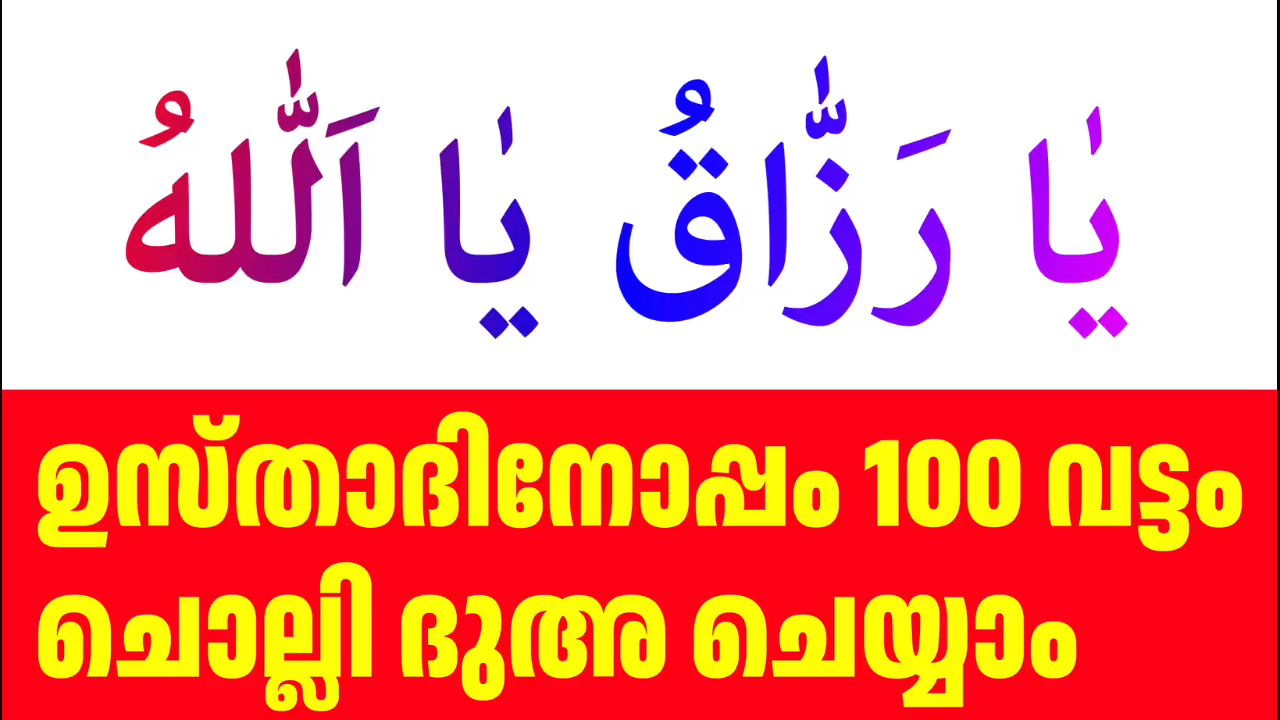 يٰا رَزّٰاقُ يٰا اَللّٰهُ
ഉസ്താദിനോപ്പം 100 വട്ടം
ചൊല്ലി ദുആ ചെയ്യാം